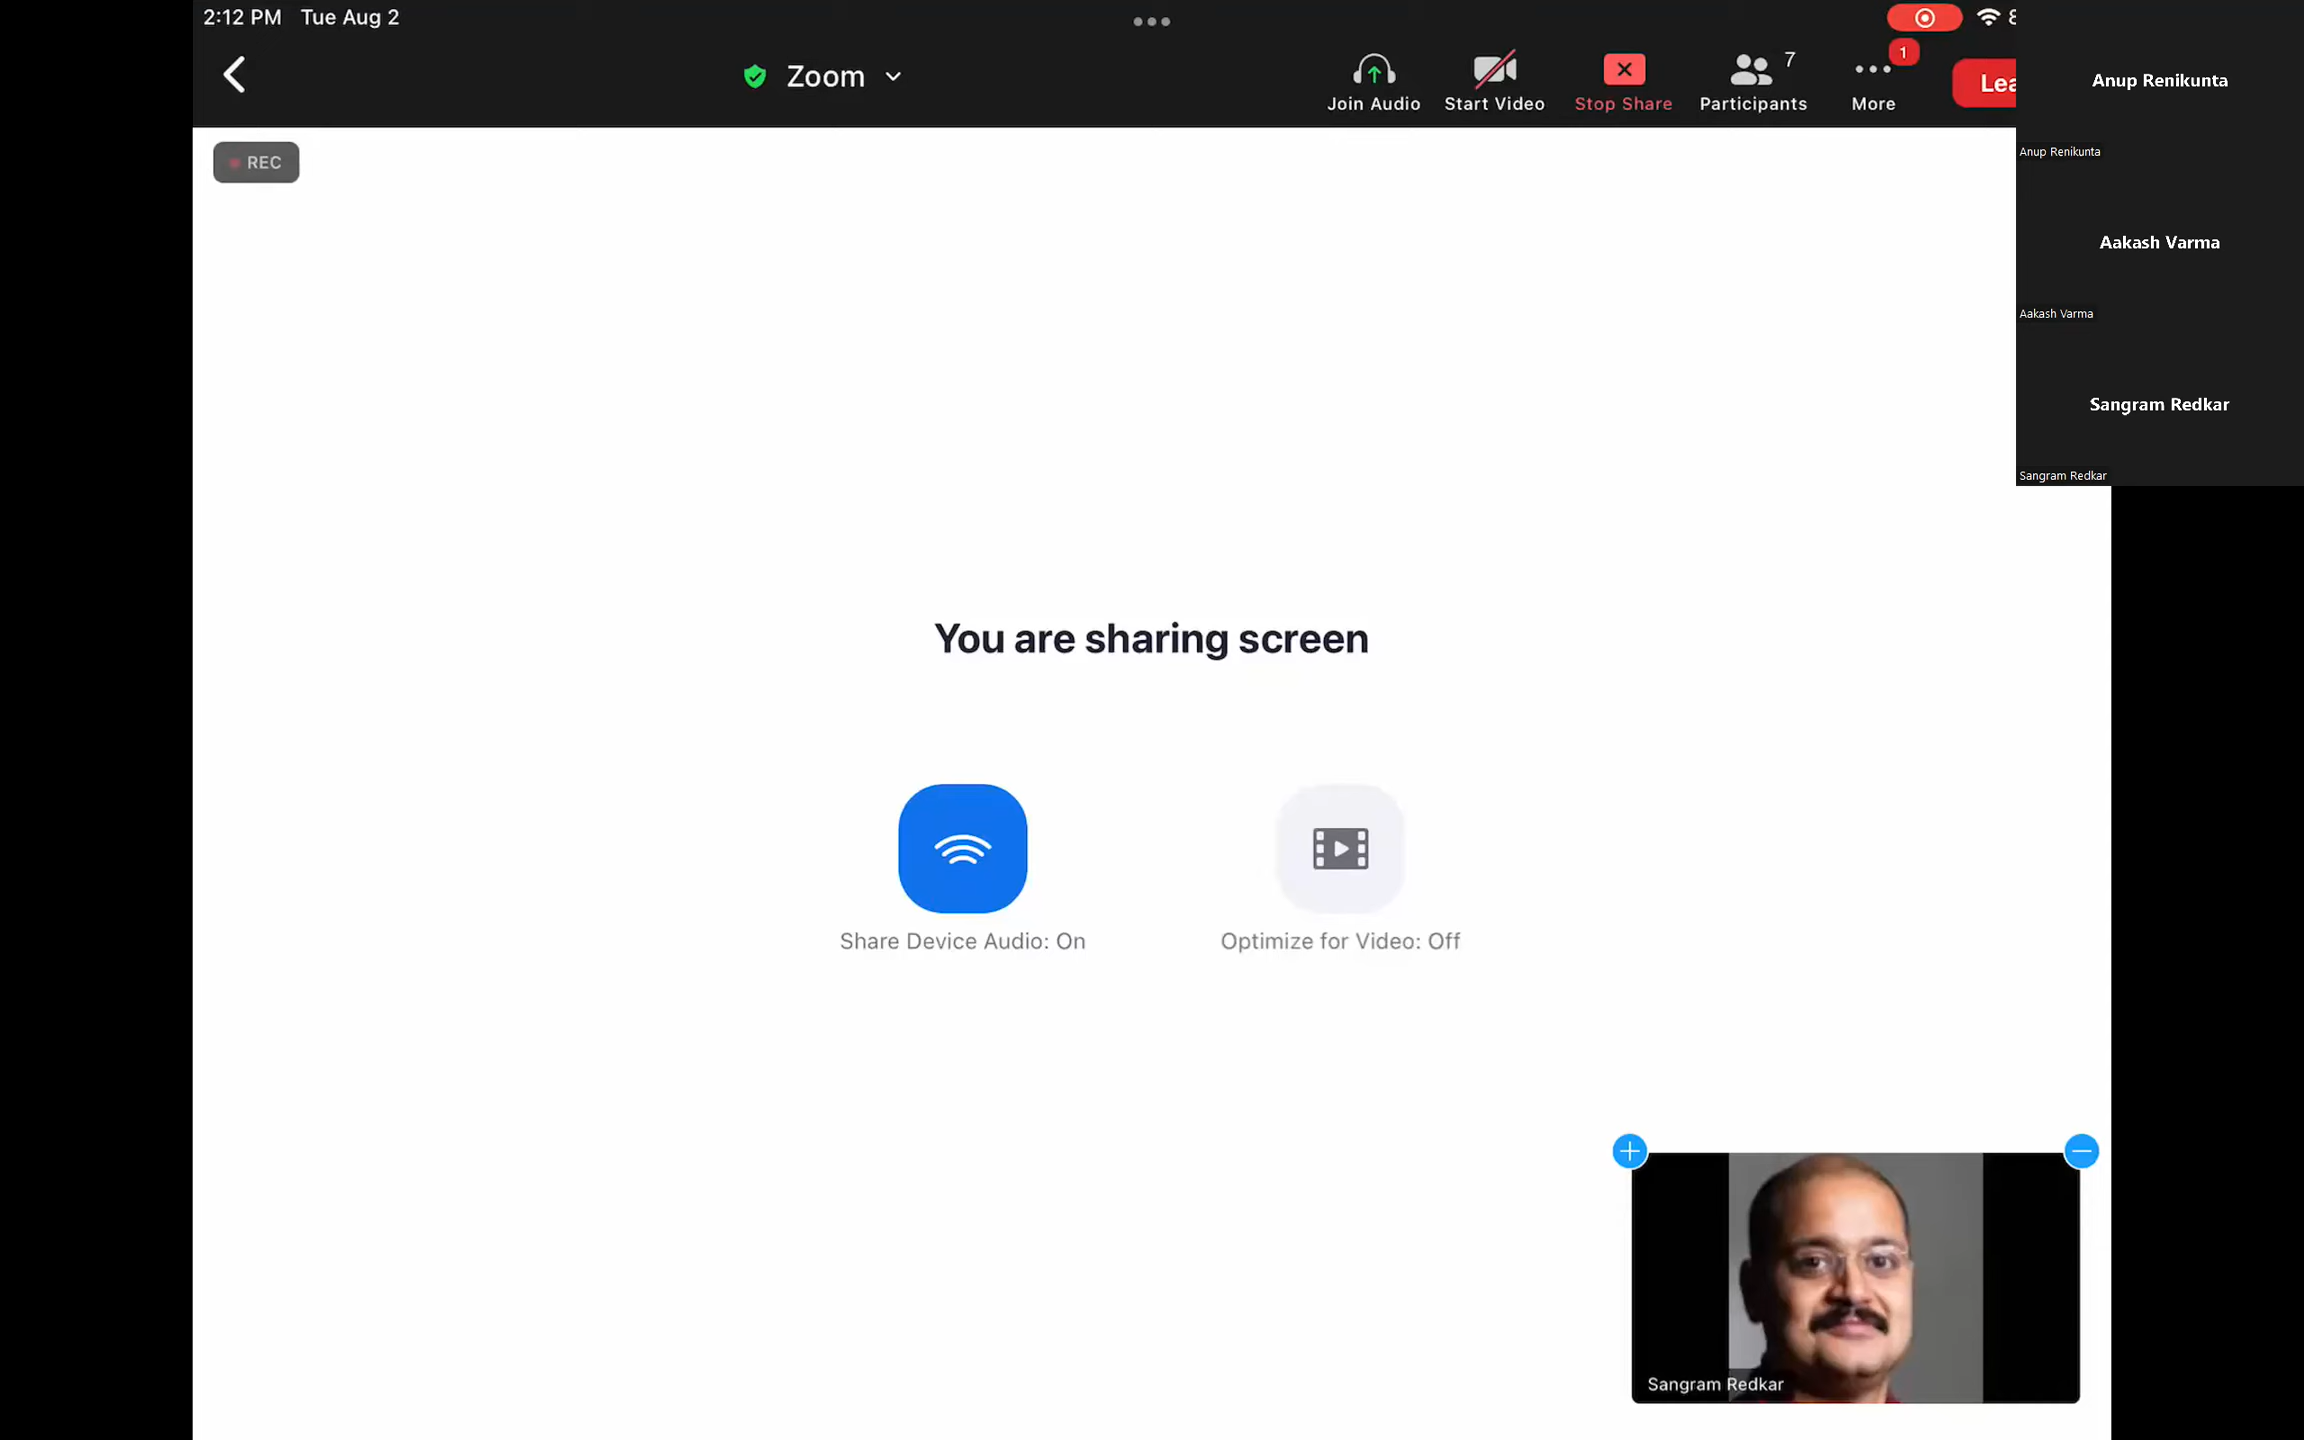 2:12 PM Tue Aug 2
Zoom
Join Audio
Start Video
Stop Share
Participants
7
More
1
Lea
8
REC
Anup Renikunta
Anup Renikunta
Aakash Varma
Aakash Varma
Sangram Redkar
Sangram Redkar
You are sharing screen
Share Device Audio: On
Optimize for Video: Off
Sangram Redkar